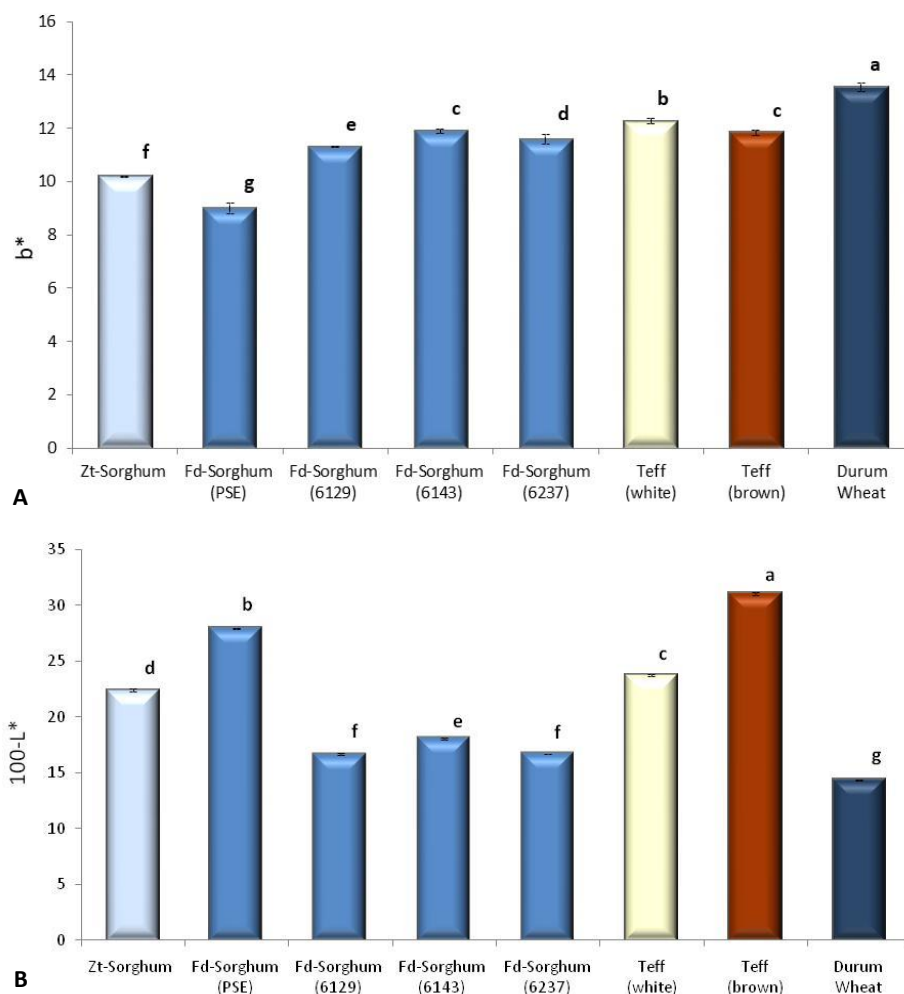 16
14
12
10
8
6
4
2
0
b*
f
g
e
c
d
b
c
a
Zt-Sorghum
Fd-Sorghum
(PSE)
Fd-Sorghum
(6129)
Fd-Sorghum
(6143)
Fd-Sorghum
(6237)
Teff
(white)
Teff
(brown)
Durum
Wheat
A
35
30
25
20
15
10
5
0
100-L*
d
b
f
e
f
c
a
g
Zt-Sorghum
Fd-Sorghum
(PSE)
Fd-Sorghum
(6129)
Fd-Sorghum
(6143)
Fd-Sorghum
(6237)
Teff
(white)
Teff
(brown)
Durum
Wheat
B